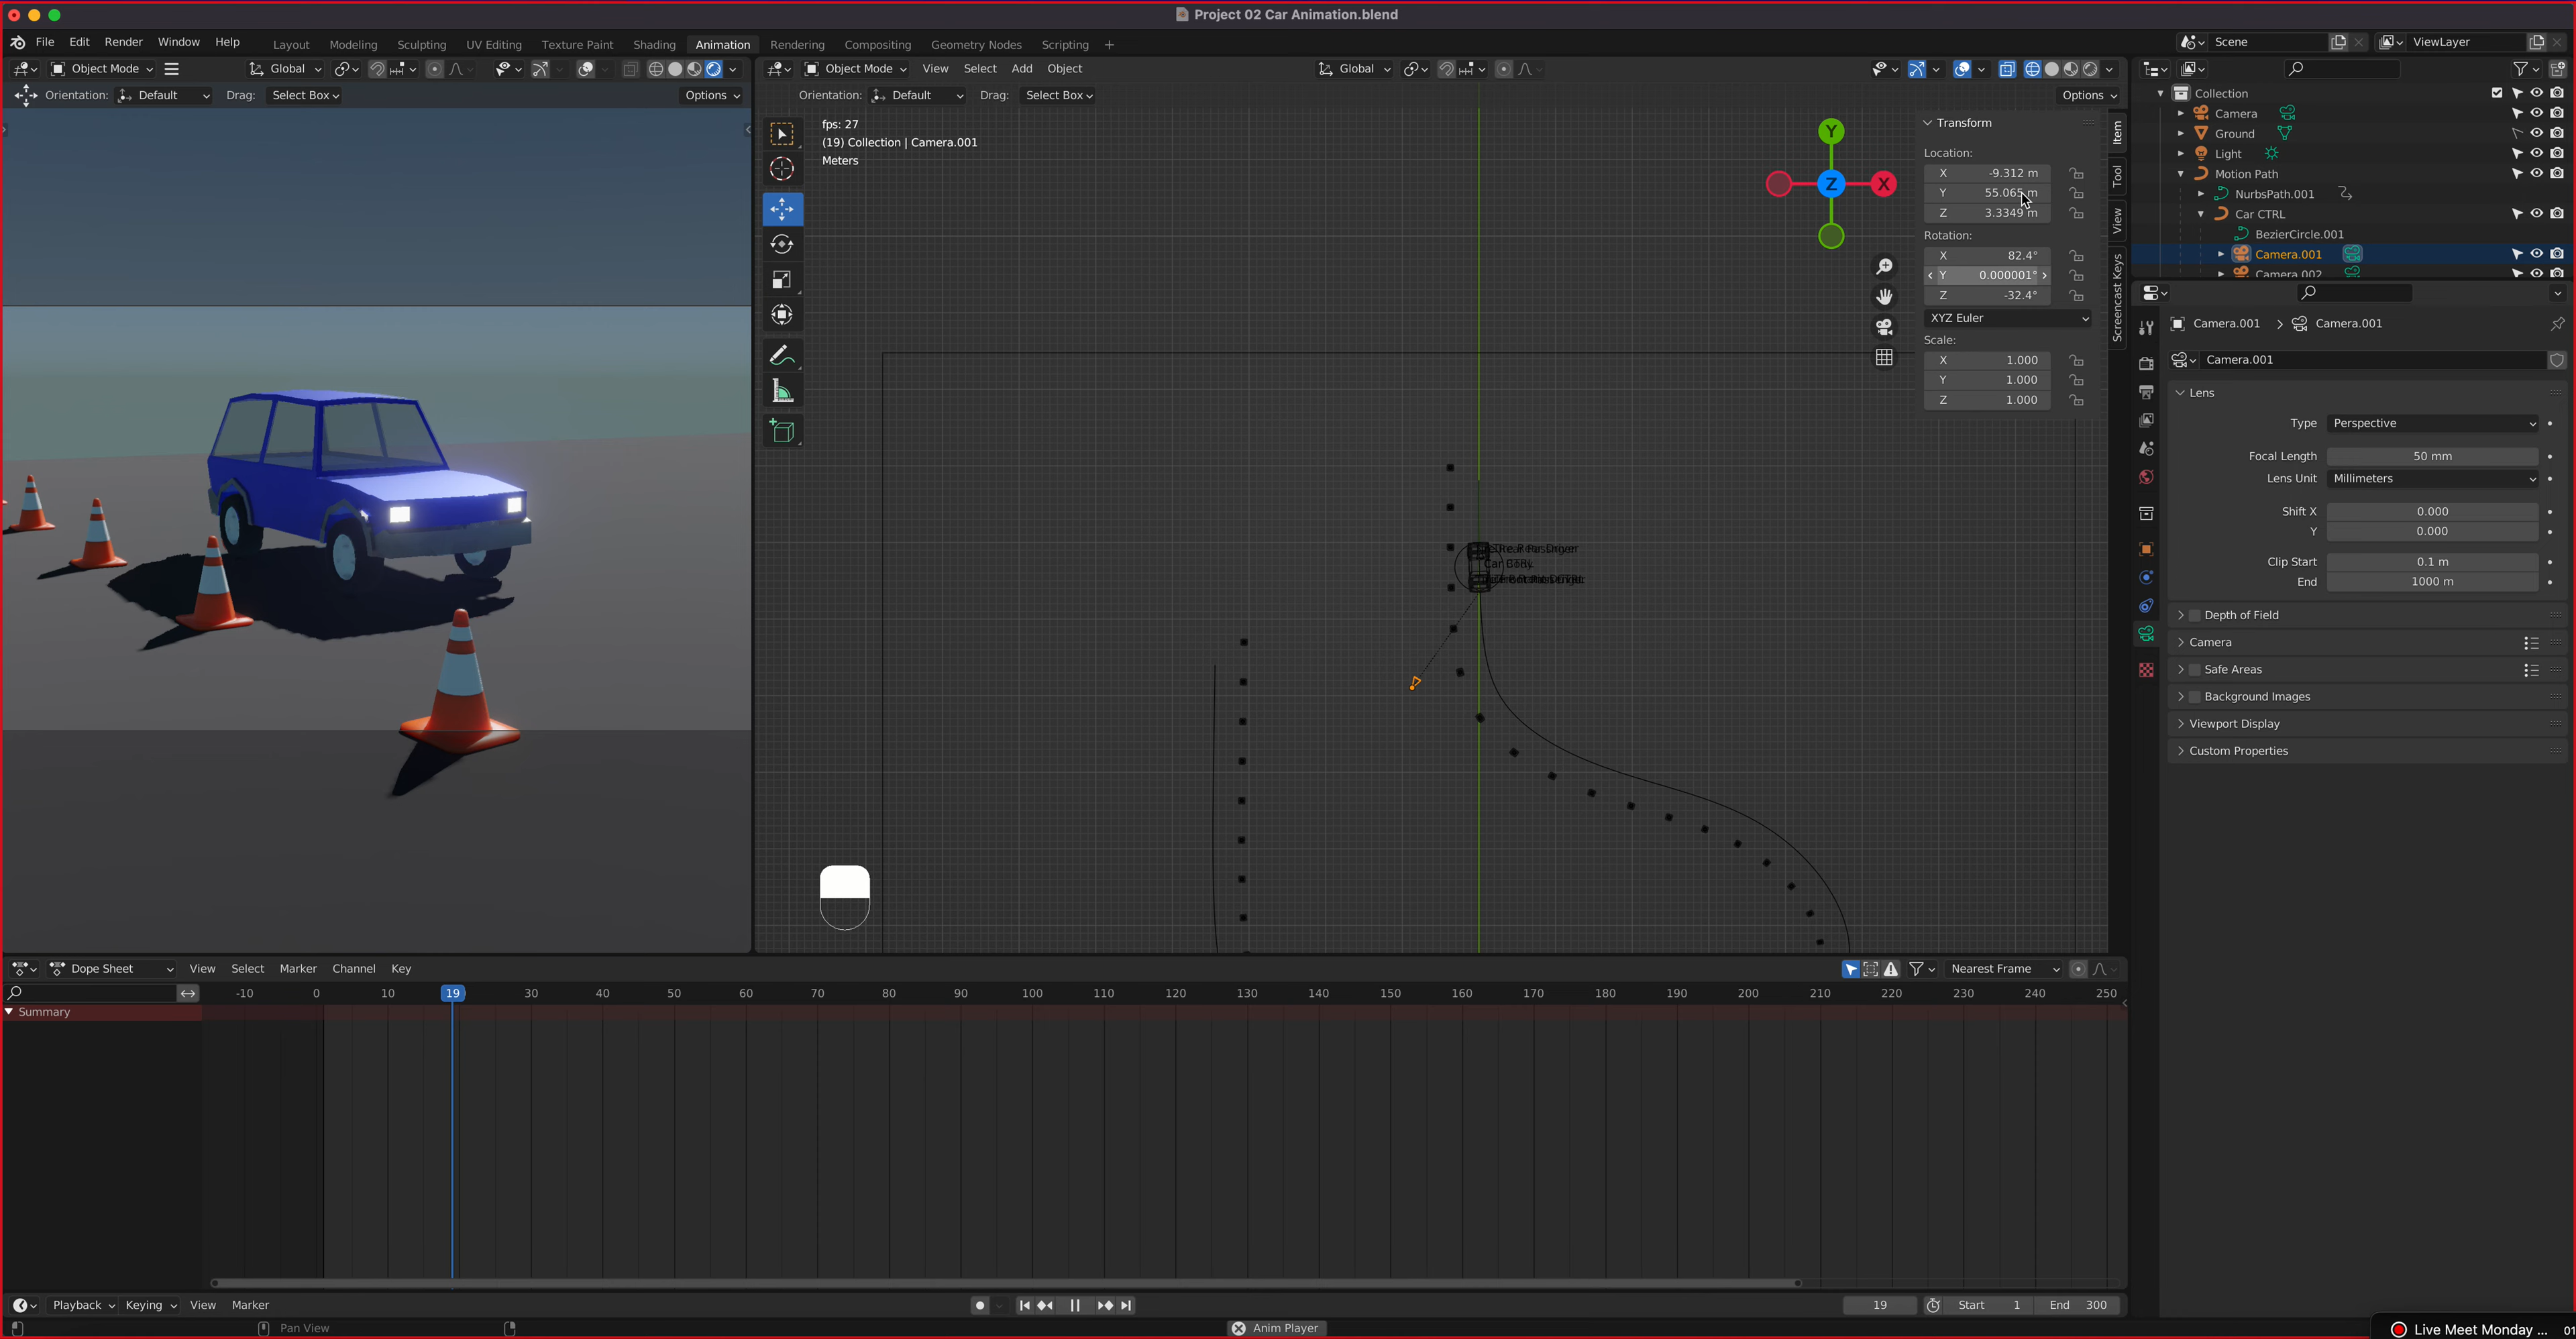 Project 02 Car Animation.blend
File Edit Render Window Help
Layout Modeling Sculpting UV Editing Texture Paint Shading Animation Rendering Compositing Geometry Nodes Scripting +
Scene ViewLayer
Object Mode Global
Object Mode View Select Add Object Global
Orientation: Default Drag: Select Box Options
Orientation: Default Drag: Select Box Options
fps: 27
(19) Collection | Camera.001
Meters
Y
Z
X
Car Body
Transform
Location:
X -9.312 m
Y 55.065 m
Z 3.3349 m
Rotation:
X 82.4°
Y 0.000001°
Z -32.4°
XYZ Euler
Scale:
X 1.000
Y 1.000
Z 1.000
Item
Tool
View
Screencast Keys
Collection
Camera
Ground
Light
Motion Path
NurbsPath.001
Car CTRL
BezierCircle.001
Camera.001
Camera.002
Camera.001 > Camera.001
Camera.001
Lens
Type Perspective
Focal Length 50 mm
Lens Unit Millimeters
Shift X 0.000
Y 0.000
Clip Start 0.1 m
End 1000 m
Depth of Field
Camera
Safe Areas
Background Images
Viewport Display
Custom Properties
Dope Sheet View Select Marker Channel Key Nearest Frame
-10 0 10 19 30 40 50 60 70 80 90 100 110 120 130 140 150 160 170 180 190 200 210 220 230 240 250
Summary
Playback Keying View Marker 19 Start 1 End 300
Pan View Anim Player
Live Meet Monday ... 01